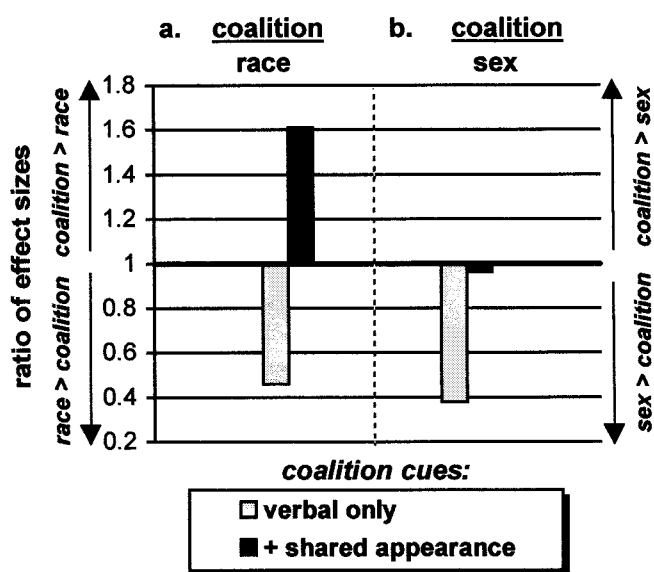 a. coalition
race
b. coalition
sex
ratio of effect sizes
race > coalition coalition > race
1.8
1.6
1.4
1.2
1
0.8
0.6
0.4
0.2
sex > coalition coalition > sex
coalition cues:
verbal only
+ shared appearance